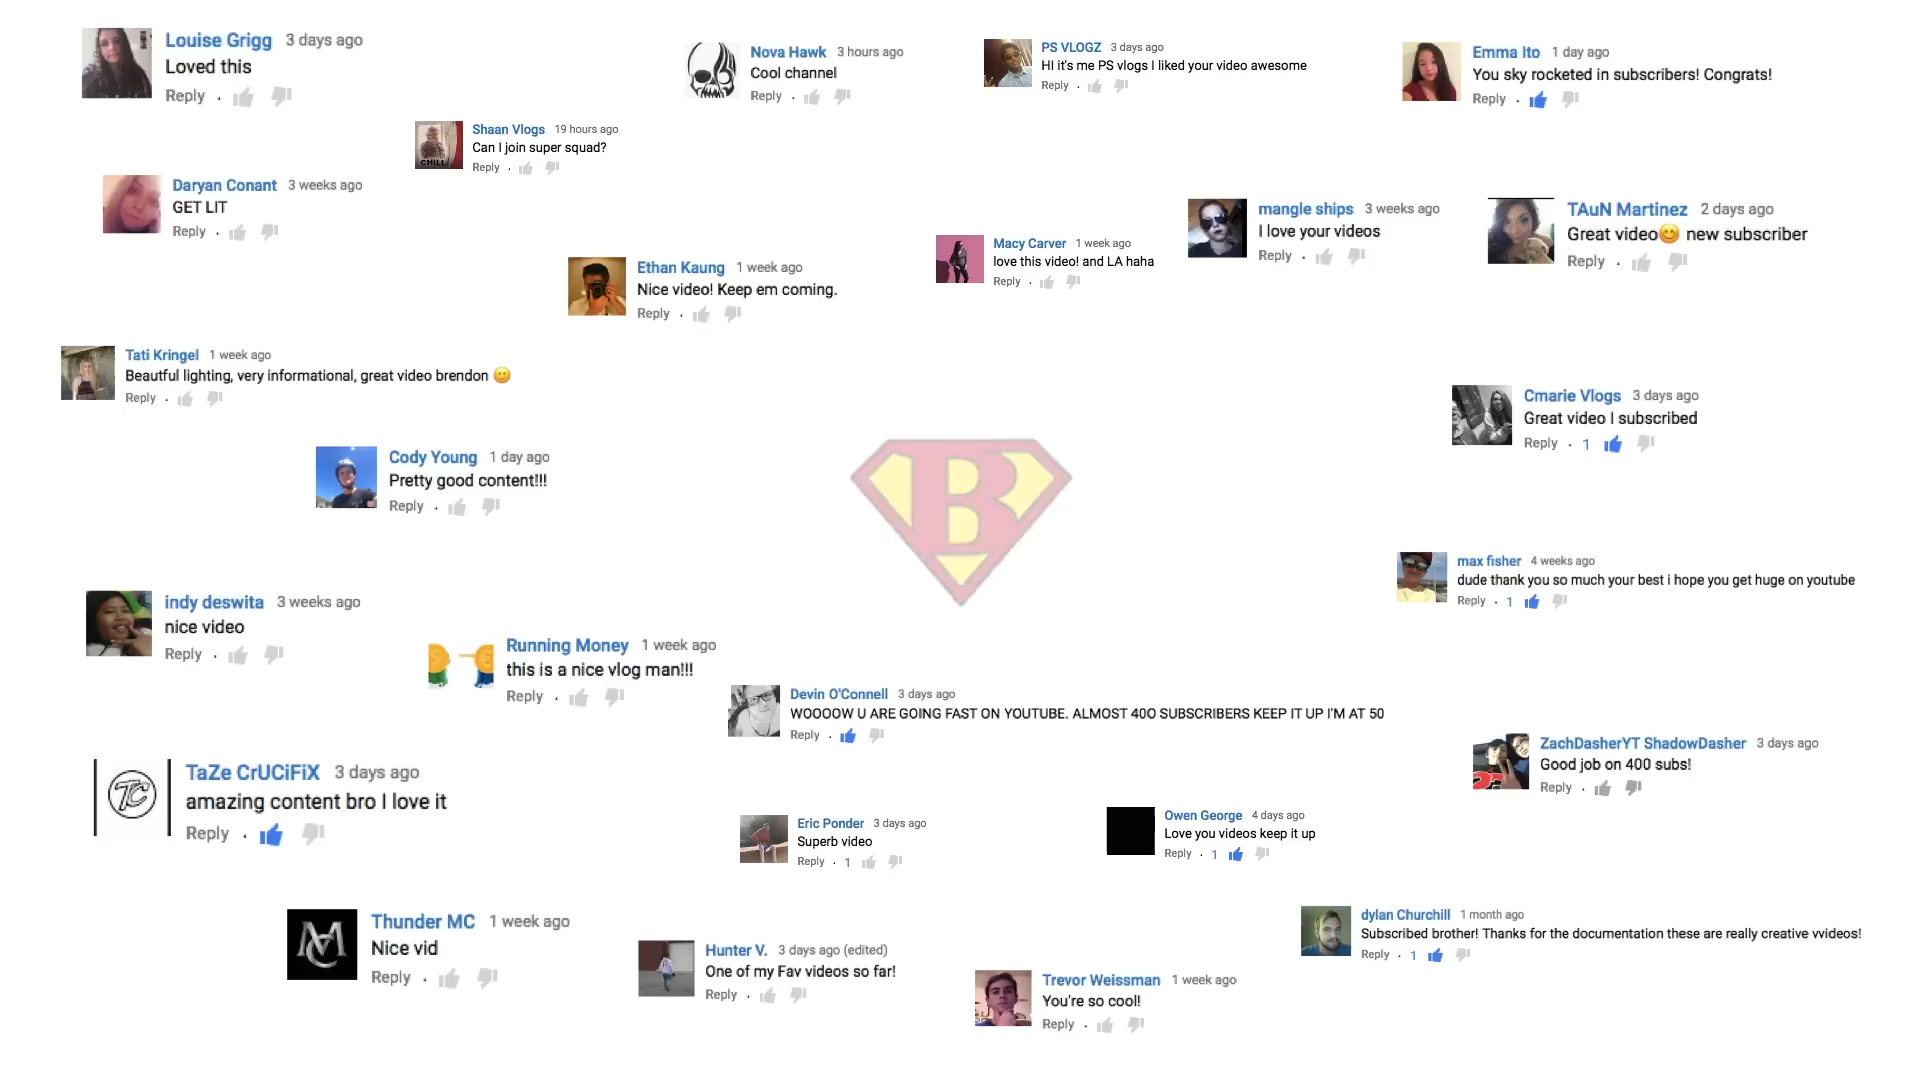 Louise Grigg 3 days ago
Loved this
Reply
Nova Hawk 3 hours ago
Cool channel
Reply
PS VLOGZ 3 days ago
HI it's me PS vlogs I liked your video awesome
Reply
Emma Ito 1 day ago
You sky rocketed in subscribers! Congrats!
Reply
Shaan Vlogs 19 hours ago
Can I join super squad?
Reply
CHILL
Daryan Conant 3 weeks ago
GET LIT
Reply
mangle ships 3 weeks ago
I love your videos
Reply
TAuN Martinez 2 days ago
Great video😊 new subscriber
Reply
Macy Carver 1 week ago
love this video! and LA haha
Reply
Ethan Kaung 1 week ago
Nice video! Keep em coming.
Reply
Tati Kringel 1 week ago
Beautful lighting, very informational, great video brendon 🙂
Reply
Cmarie Vlogs 3 days ago
Great video I subscribed
Reply 1
Cody Young 1 day ago
Pretty good content!!!
Reply
B
max fisher 4 weeks ago
dude thank you so much your best i hope you get huge on youtube
Reply 1
indy deswita 3 weeks ago
nice video
Reply
Running Money 1 week ago
this is a nice vlog man!!!
Reply
Devin O'Connell 3 days ago
WOOOOW U ARE GOING FAST ON YOUTUBE. ALMOST 40O SUBSCRIBERS KEEP IT UP I'M AT 50
Reply
ZachDasherYT ShadowDasher 3 days ago
Good job on 400 subs!
Reply
TC
TaZe CrUCiFiX 3 days ago
amazing content bro I love it
Reply
Eric Ponder 3 days ago
Superb video
Reply 1
Owen George 4 days ago
Love you videos keep it up
Reply 1
MC
Thunder MC 1 week ago
Nice vid
Reply
Hunter V. 3 days ago (edited)
One of my Fav videos so far!
Reply
dylan Churchill 1 month ago
Subscribed brother! Thanks for the documentation these are really creative vvideos!
Reply 1
Trevor Weissman 1 week ago
You're so cool!
Reply